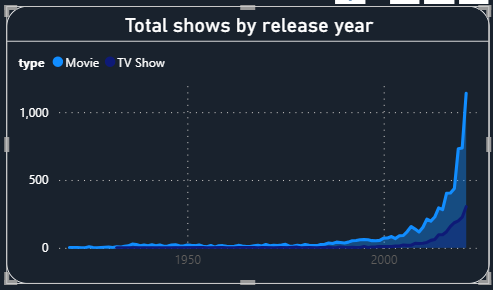 Total shows by release year
type Movie TV Show
1,000
500
0
1950 2000